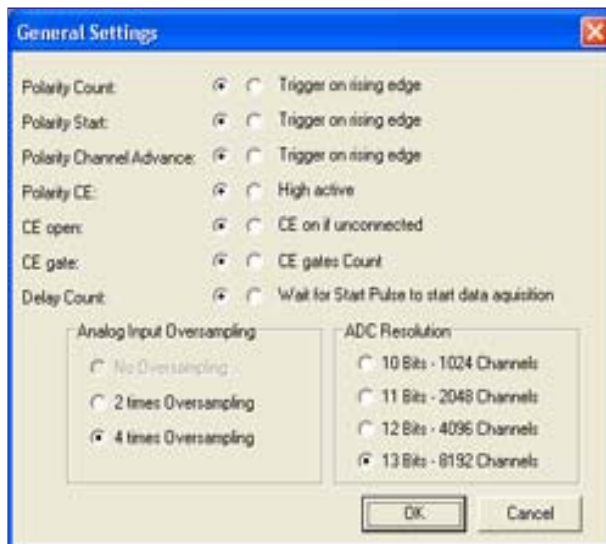 General Settings
Polarity Count: Trigger on rising edge
Polarity Start: Trigger on rising edge
Polarity Channel Advance: Trigger on rising edge
Polarity CE: High active
CE open: CE on if unconnected
CE gate: CE gates Count
Delay Count: Wait for Start Pulse to start data aquisition
Analog Input Oversampling
No Oversampling
2 times Oversampling
4 times Oversampling
ADC Resolution
10 Bits - 1024 Channels
11 Bits - 2048 Channels
12 Bits - 4096 Channels
13 Bits - 8192 Channels
OK Cancel